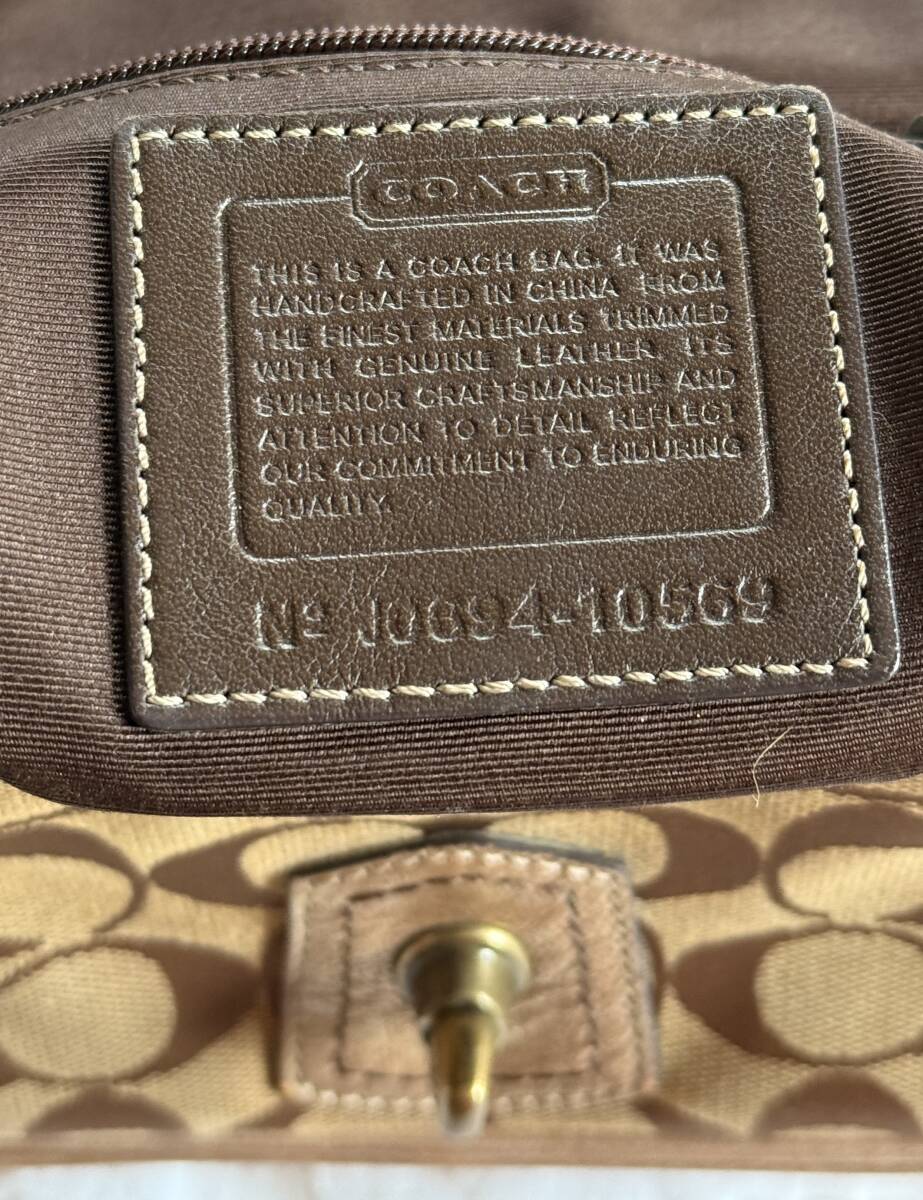 COACH
THIS IS A COACH BAG. IT WAS
HANDCRAFTED IN CHINA FROM
THE FINEST MATERIALS TRIMMED
WITH GENUINE LEATHER. ITS
SUPERIOR CRAFTSMANSHIP AND
ATTENTION TO DETAIL REFLECT
OUR COMMITMENT TO ENDURING
QUALITY.
Nº J0694-10569